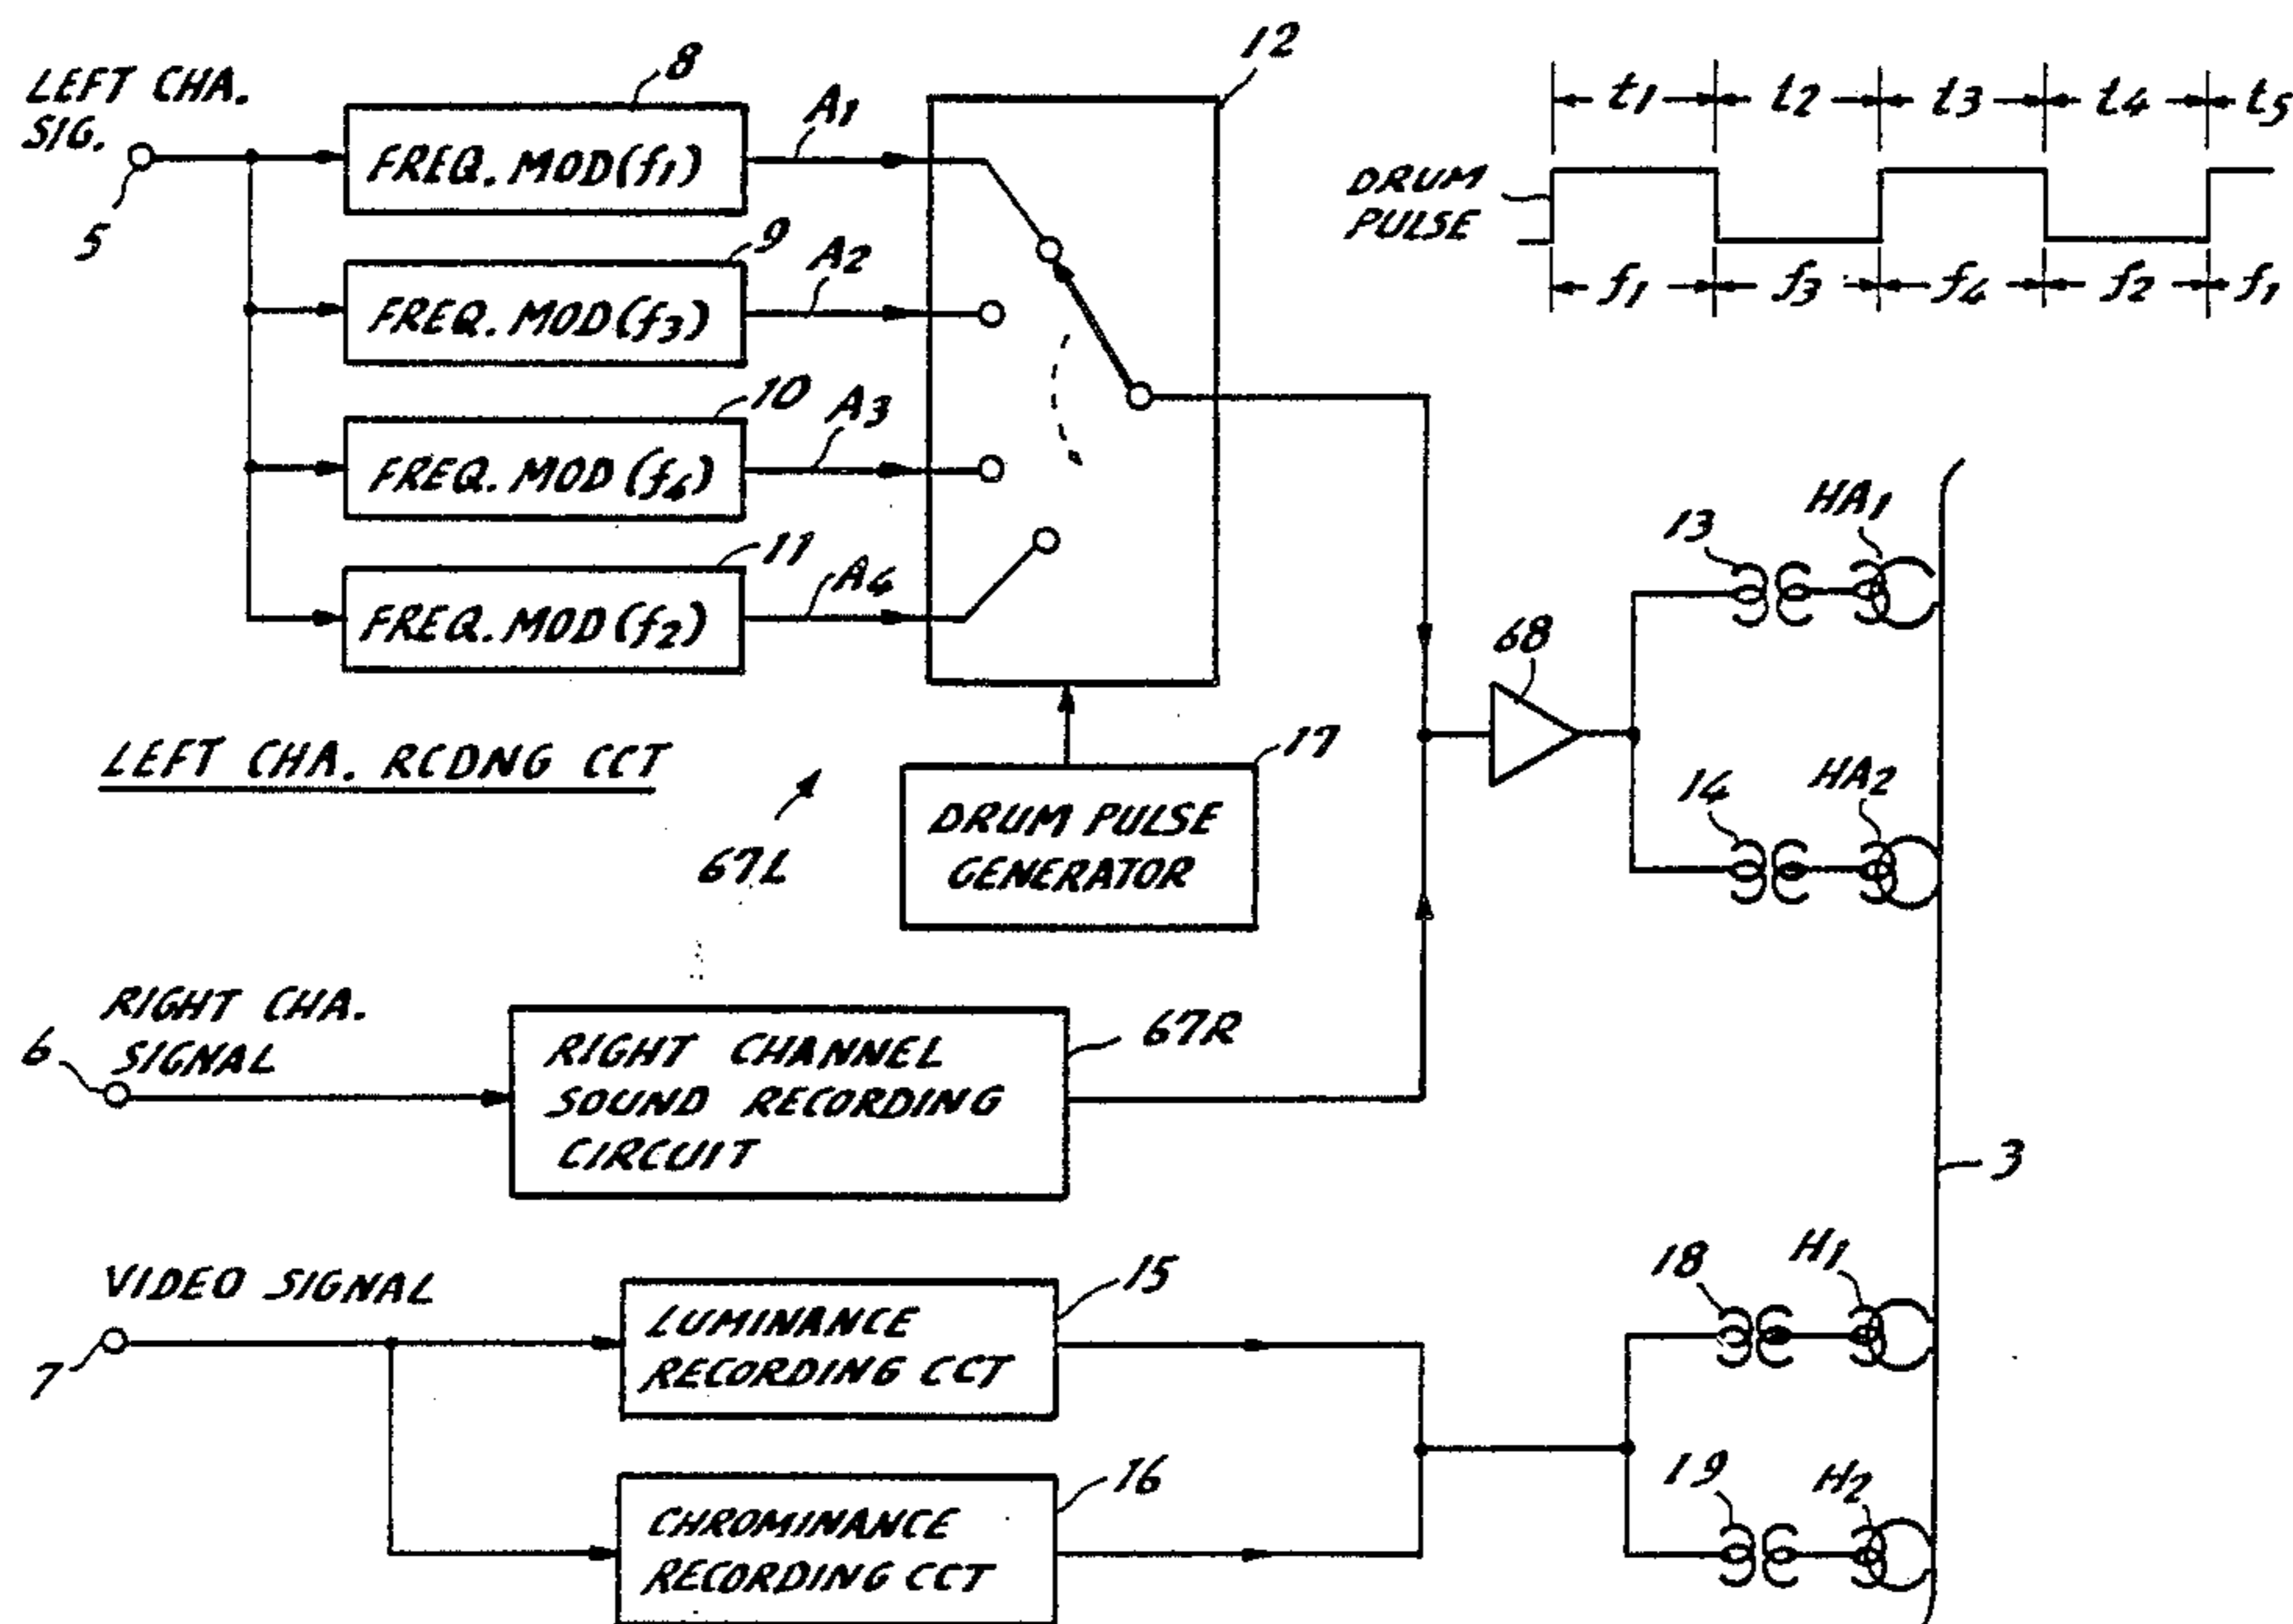 LEFT CHA.
SIG.
5
8
FREQ. MOD(f1)
A1
9
FREQ. MOD(f3)
A2
10
FREQ. MOD(f4)
A3
11
FREQ. MOD(f2)
A4
12
t1 t2 t3 t4 t5
DRUM
PULSE
f1 f3 f4 f2 f1
LEFT CHA. RCDNG CCT
67L
17
DRUM PULSE
GENERATOR
68
13
HA1
14
HA2
RIGHT CHA.
SIGNAL
6
RIGHT CHANNEL
SOUND RECORDING
CIRCUIT
67R
3
VIDEO SIGNAL
7
LUMINANCE
RECORDING CCT
15
CHROMINANCE
RECORDING CCT
16
18
H1
19
H2